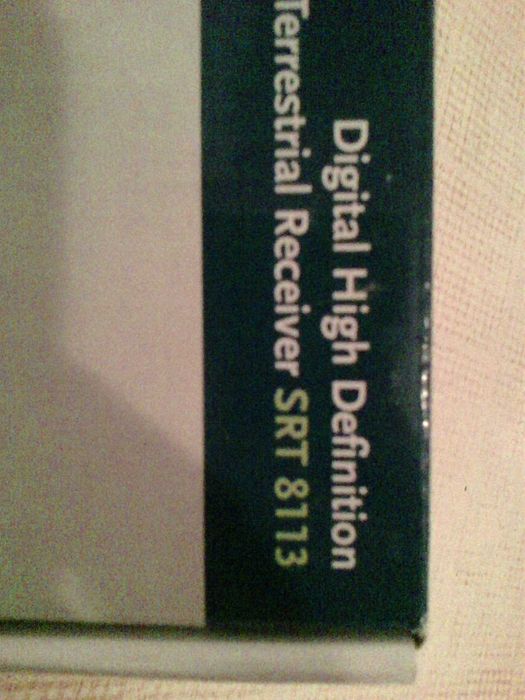 Digital High Definition
Terrestrial Receiver SRT 8113